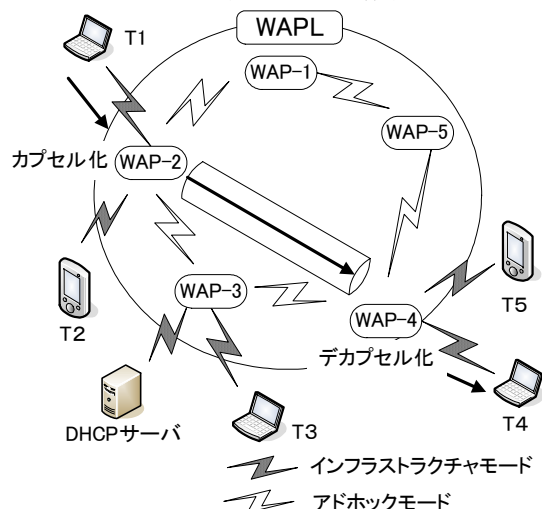 T1
WAPL
WAP-1
WAP-5
カプセル化
WAP-2
T2
WAP-3
WAP-4
T5
デカプセル化
DHCPサーバ
T3
T4
インフラストラクチャモード
アドホックモード